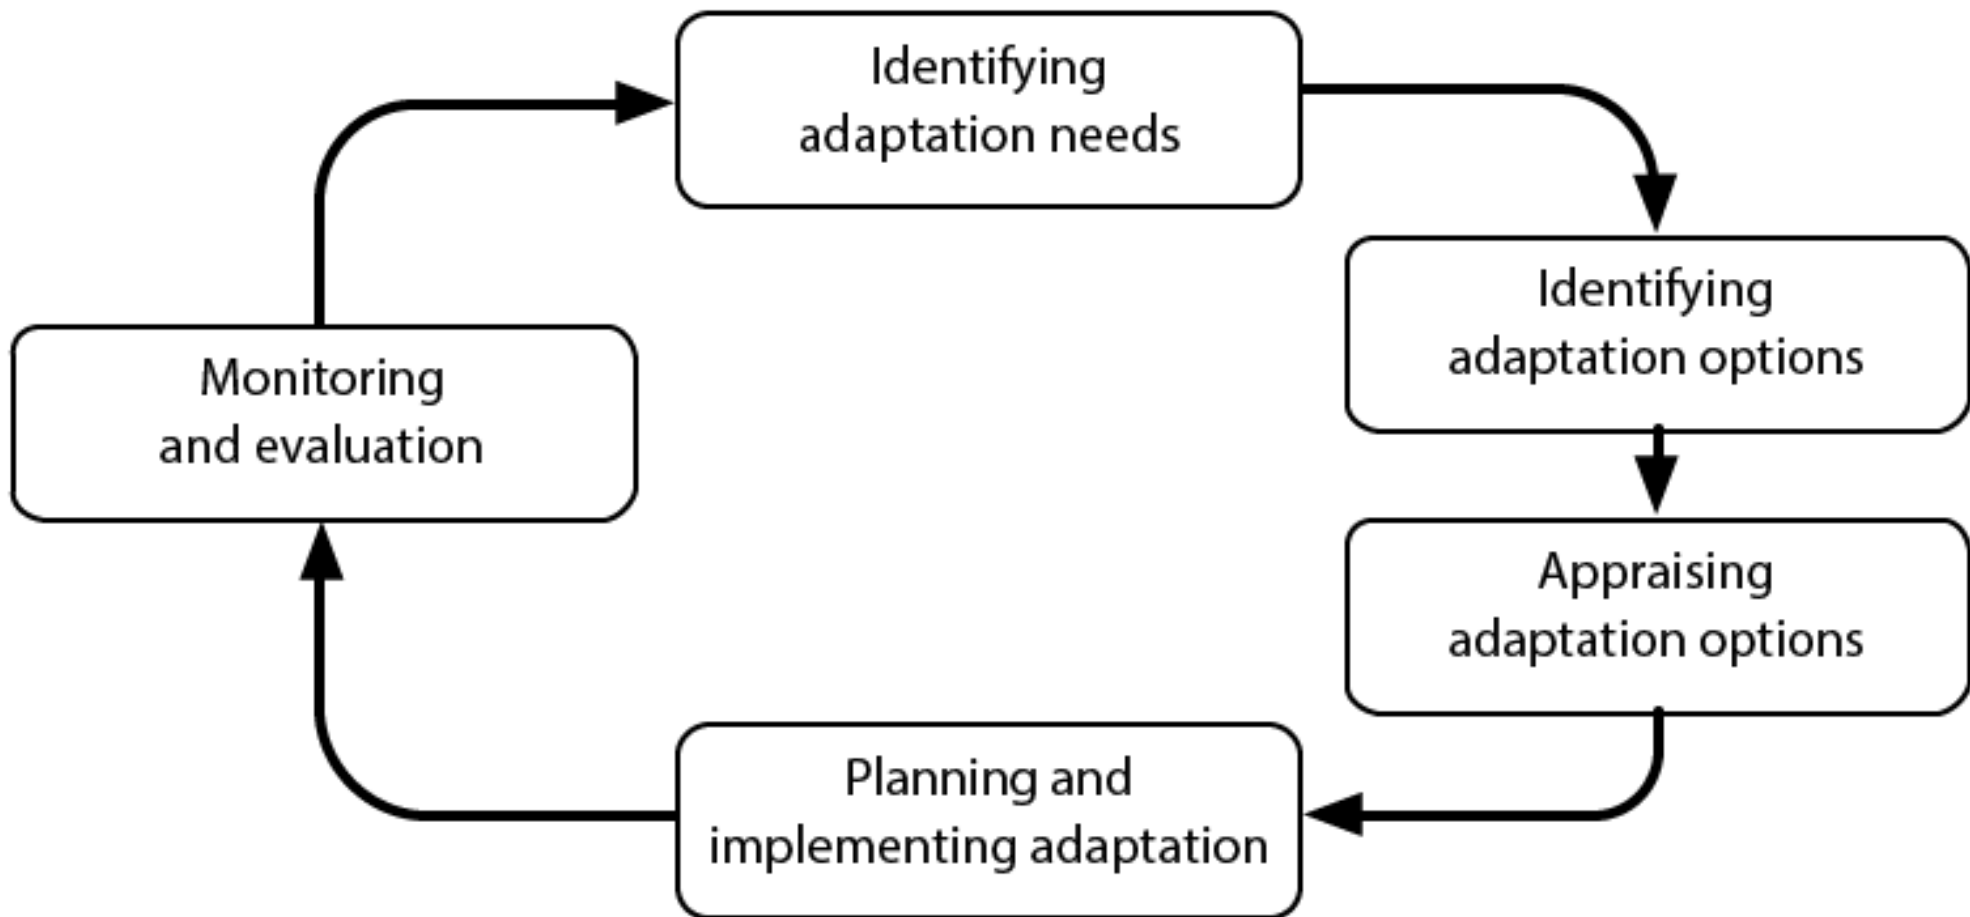 Identifying
adaptation needs
Identifying
adaptation options
Appraising
adaptation options
Planning and
implementing adaptation
Monitoring
and evaluation